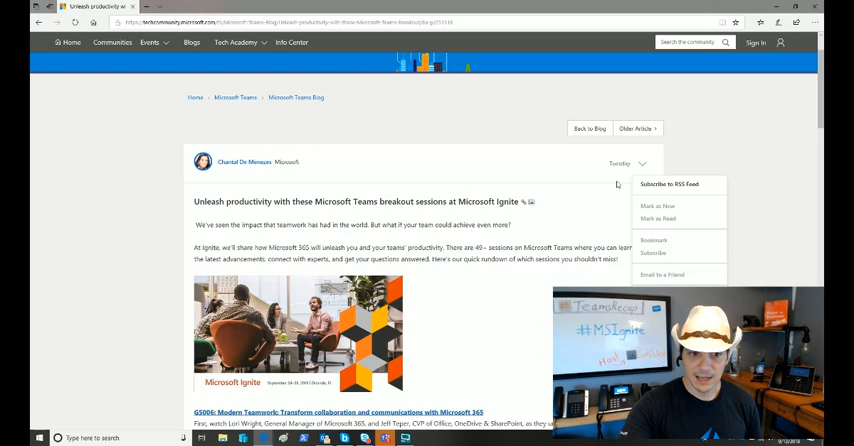 Unleash productivity wi
https://techcommunity.microsoft.com/t5/Microsoft-Teams-Blog/Unleash-productivity-with-these-Microsoft-Teams-breakout/ba-p/
Home Communities Events Blogs Tech Academy Info Center
Search the community
Sign In
Home > Microsoft Teams > Microsoft Teams Blog
Back to Blog
Older Article >
Chantal De Menezes Microsoft
Tuesday
Subscribe to RSS Feed
Mark as New
Mark as Read
Bookmark
Subscribe
Email to a Friend
Unleash productivity with these Microsoft Teams breakout sessions at Microsoft Ignite
We've seen the impact that teamwork has had in the world. But what if your team could achieve even more?
At Ignite, we'll share how Microsoft 365 will unleash you and your teams' productivity. There are 49+ sessions on Microsoft Teams where you can learn
the latest advancements, connect with experts, and get your questions answered. Here's our quick rundown of which sessions you shouldn't miss!
Microsoft Ignite
September 24-28, 2018 | Orlando, FL
GS006: Modern Teamwork: Transform collaboration and communications with Microsoft 365
First, watch Lori Wright, General Manager of Microsoft 365, and Jeff Teper, CVP of Office, OneDrive & SharePoint, as they
#TeamsRecap
#MSIgnite
Host
Type here to search